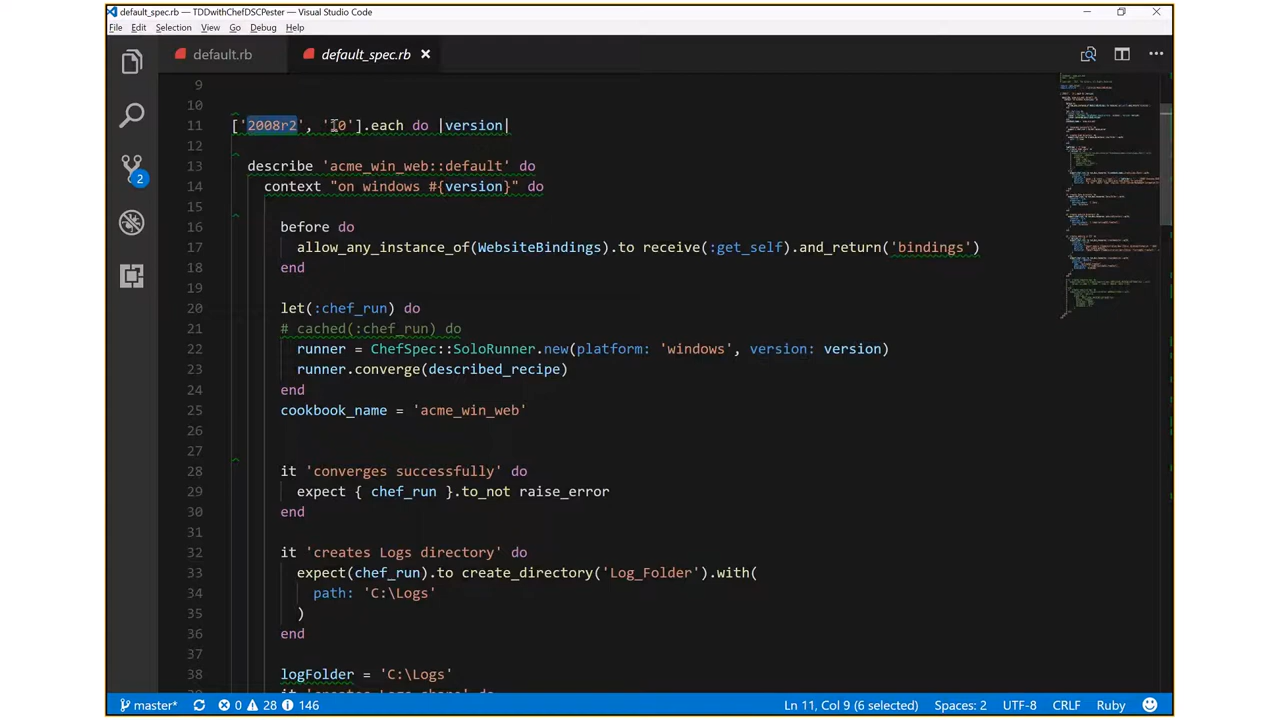 default_spec.rb — TDDwithChefDSCPester — Visual Studio Code
File Edit Selection View Go Debug Help
default.rb default_spec.rb
9
10
11 ['2008r2', '10'].each do |version|
12
13 describe 'acme_win_web::default' do
14 context "on windows #{version}" do
15
16 before do
17 allow_any_instance_of(WebsiteBindings).to receive(:get_self).and_return('bindings')
18 end
19
20 let(:chef_run) do
21 # cached(:chef_run) do
22 runner = ChefSpec::SoloRunner.new(platform: 'windows', version: version)
23 runner.converge(described_recipe)
24 end
25 cookbook_name = 'acme_win_web'
26
27
28 it 'converges successfully' do
29 expect { chef_run }.to_not raise_error
30 end
31
32 it 'creates Logs directory' do
33 expect(chef_run).to create_directory('Log_Folder').with(
34 path: 'C:\Logs'
35 )
36 end
37
38 logFolder = 'C:\Logs'
2
master* 0 28 146 Ln 11, Col 9 (6 selected) Spaces: 2 UTF-8 CRLF Ruby